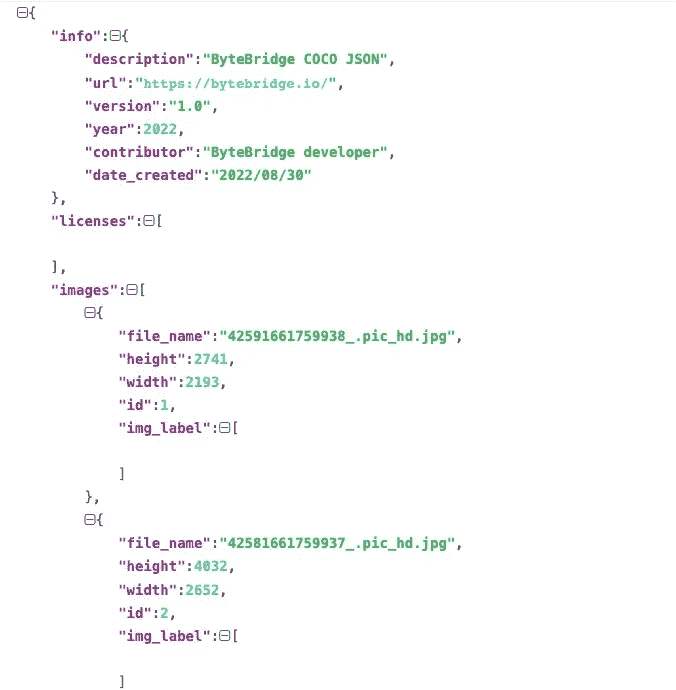 {
"info":{
"description":"ByteBridge COCO JSON",
"url":"https://bytebridge.io/",
"version":"1.0",
"year":2022,
"contributor":"ByteBridge developer",
"date_created":"2022/08/30"
},
"licenses":[
],
"images":[
{
"file_name":"42591661759938_.pic_hd.jpg",
"height":2741,
"width":2193,
"id":1,
"img_label":[
]
},
{
"file_name":"42581661759937_.pic_hd.jpg",
"height":4032,
"width":2652,
"id":2,
"img_label":[
]